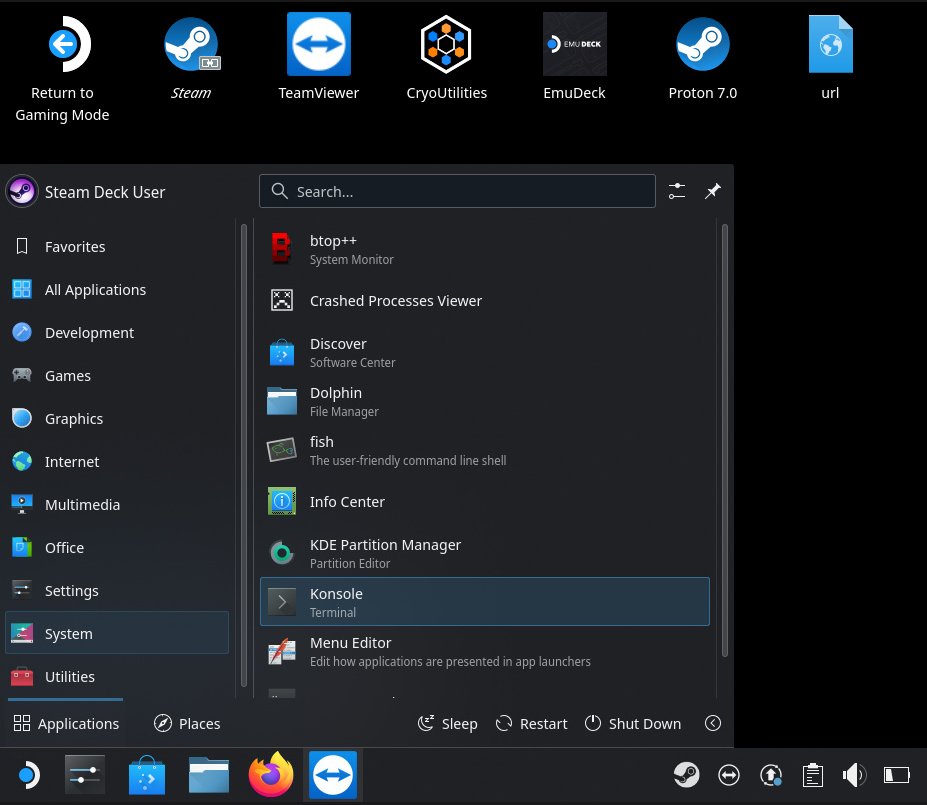 EMUDECK
Return to
Gaming Mode
Steam
TeamViewer
CryoUtilities
EmuDeck
Proton 7.0
url
Steam Deck User
Search...
Favorites
All Applications
Development
Games
Graphics
Internet
Multimedia
Office
Settings
System
Utilities
btop++
System Monitor
Crashed Processes Viewer
Discover
Software Center
Dolphin
File Manager
fish
The user-friendly command line shell
Info Center
KDE Partition Manager
Partition Editor
Konsole
Terminal
Menu Editor
Edit how applications are presented in app launchers
Applications
Places
Sleep
Restart
Shut Down